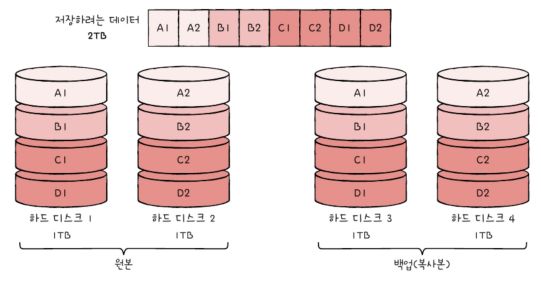 저장하려는 데이터
2TB
A1 A2 B1 B2 C1 C2 D1 D2
A1 A2 A1 A2
B1 B2 B1 B2
C1 C2 C1 C2
D1 D2 D1 D2
하드 디스크 1 하드 디스크 2 하드 디스크 3 하드 디스크 4
1TB 1TB 1TB 1TB
원본 백업(복사본)